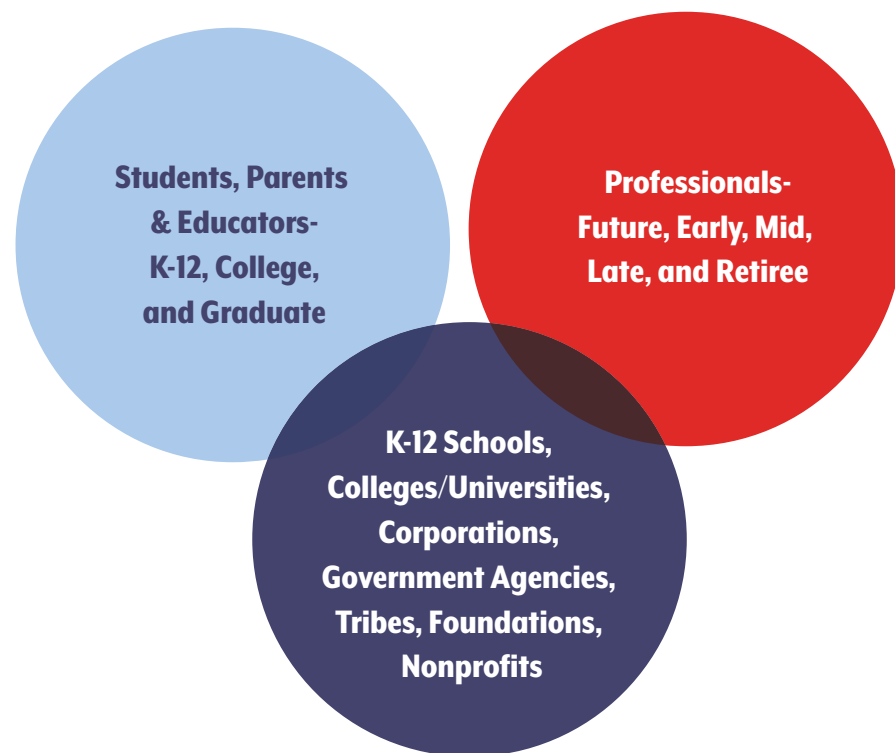 Students, Parents
& Educators-
K-12, College,
and Graduate
Professionals-
Future, Early, Mid,
Late, and Retiree
K-12 Schools,
Colleges/Universities,
Corporations,
Government Agencies,
Tribes, Foundations,
Nonprofits